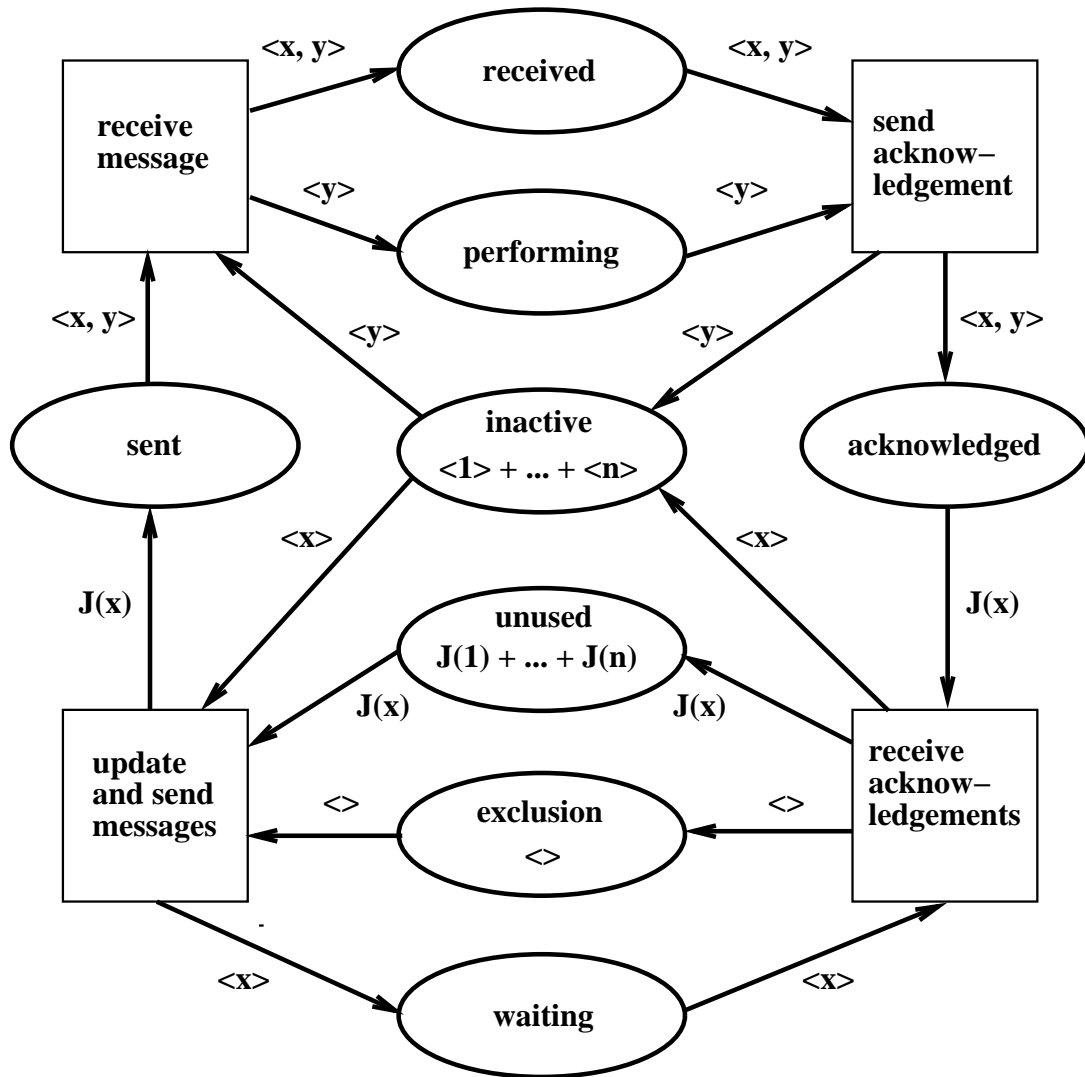 <x, y>
<x, y>
received
receive
message
send
acknow–
ledgement
<y>
<y>
performing
<x, y>
<y>
<y>
<x, y>
inactive
<1> + ... + <n>
sent
acknowledged
<x>
<x>
J(x)
J(x)
unused
J(1) + ... + J(n)
J(x)
J(x)
update
and send
messages
receive
acknow–
ledgements
<>
<>
exclusion
<>
<x>
<x>
waiting